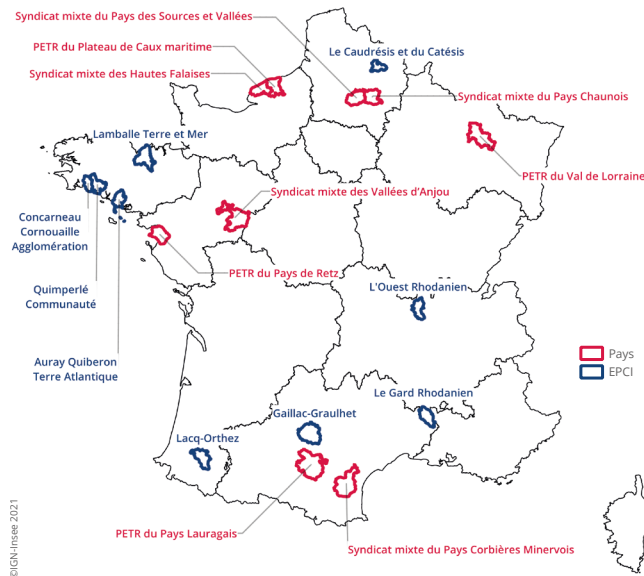 Syndicat mixte du Pays des Sources et Vallées
PETR du Plateau de Caux maritime
Le Caudrésis et du Catésis
Syndicat mixte des Hautes Falaises
Syndicat mixte du Pays Chaunois
Lamballe Terre et Mer
PETR du Val de Lorraine
Syndicat mixte des Vallées d'Anjou
Concarneau
Cornouaille
Agglomération
PETR du Pays de Retz
Quimperlé
Communauté
L'Ouest Rhodanien
Auray Quiberon
Terre Atlantique
Pays
EPCI
Le Gard Rhodanien
Gaillac-Graulhet
Lacq-Orthez
PETR du Pays Lauragais
Syndicat mixte du Pays Corbières Minervois
©IGN-Insee 2021